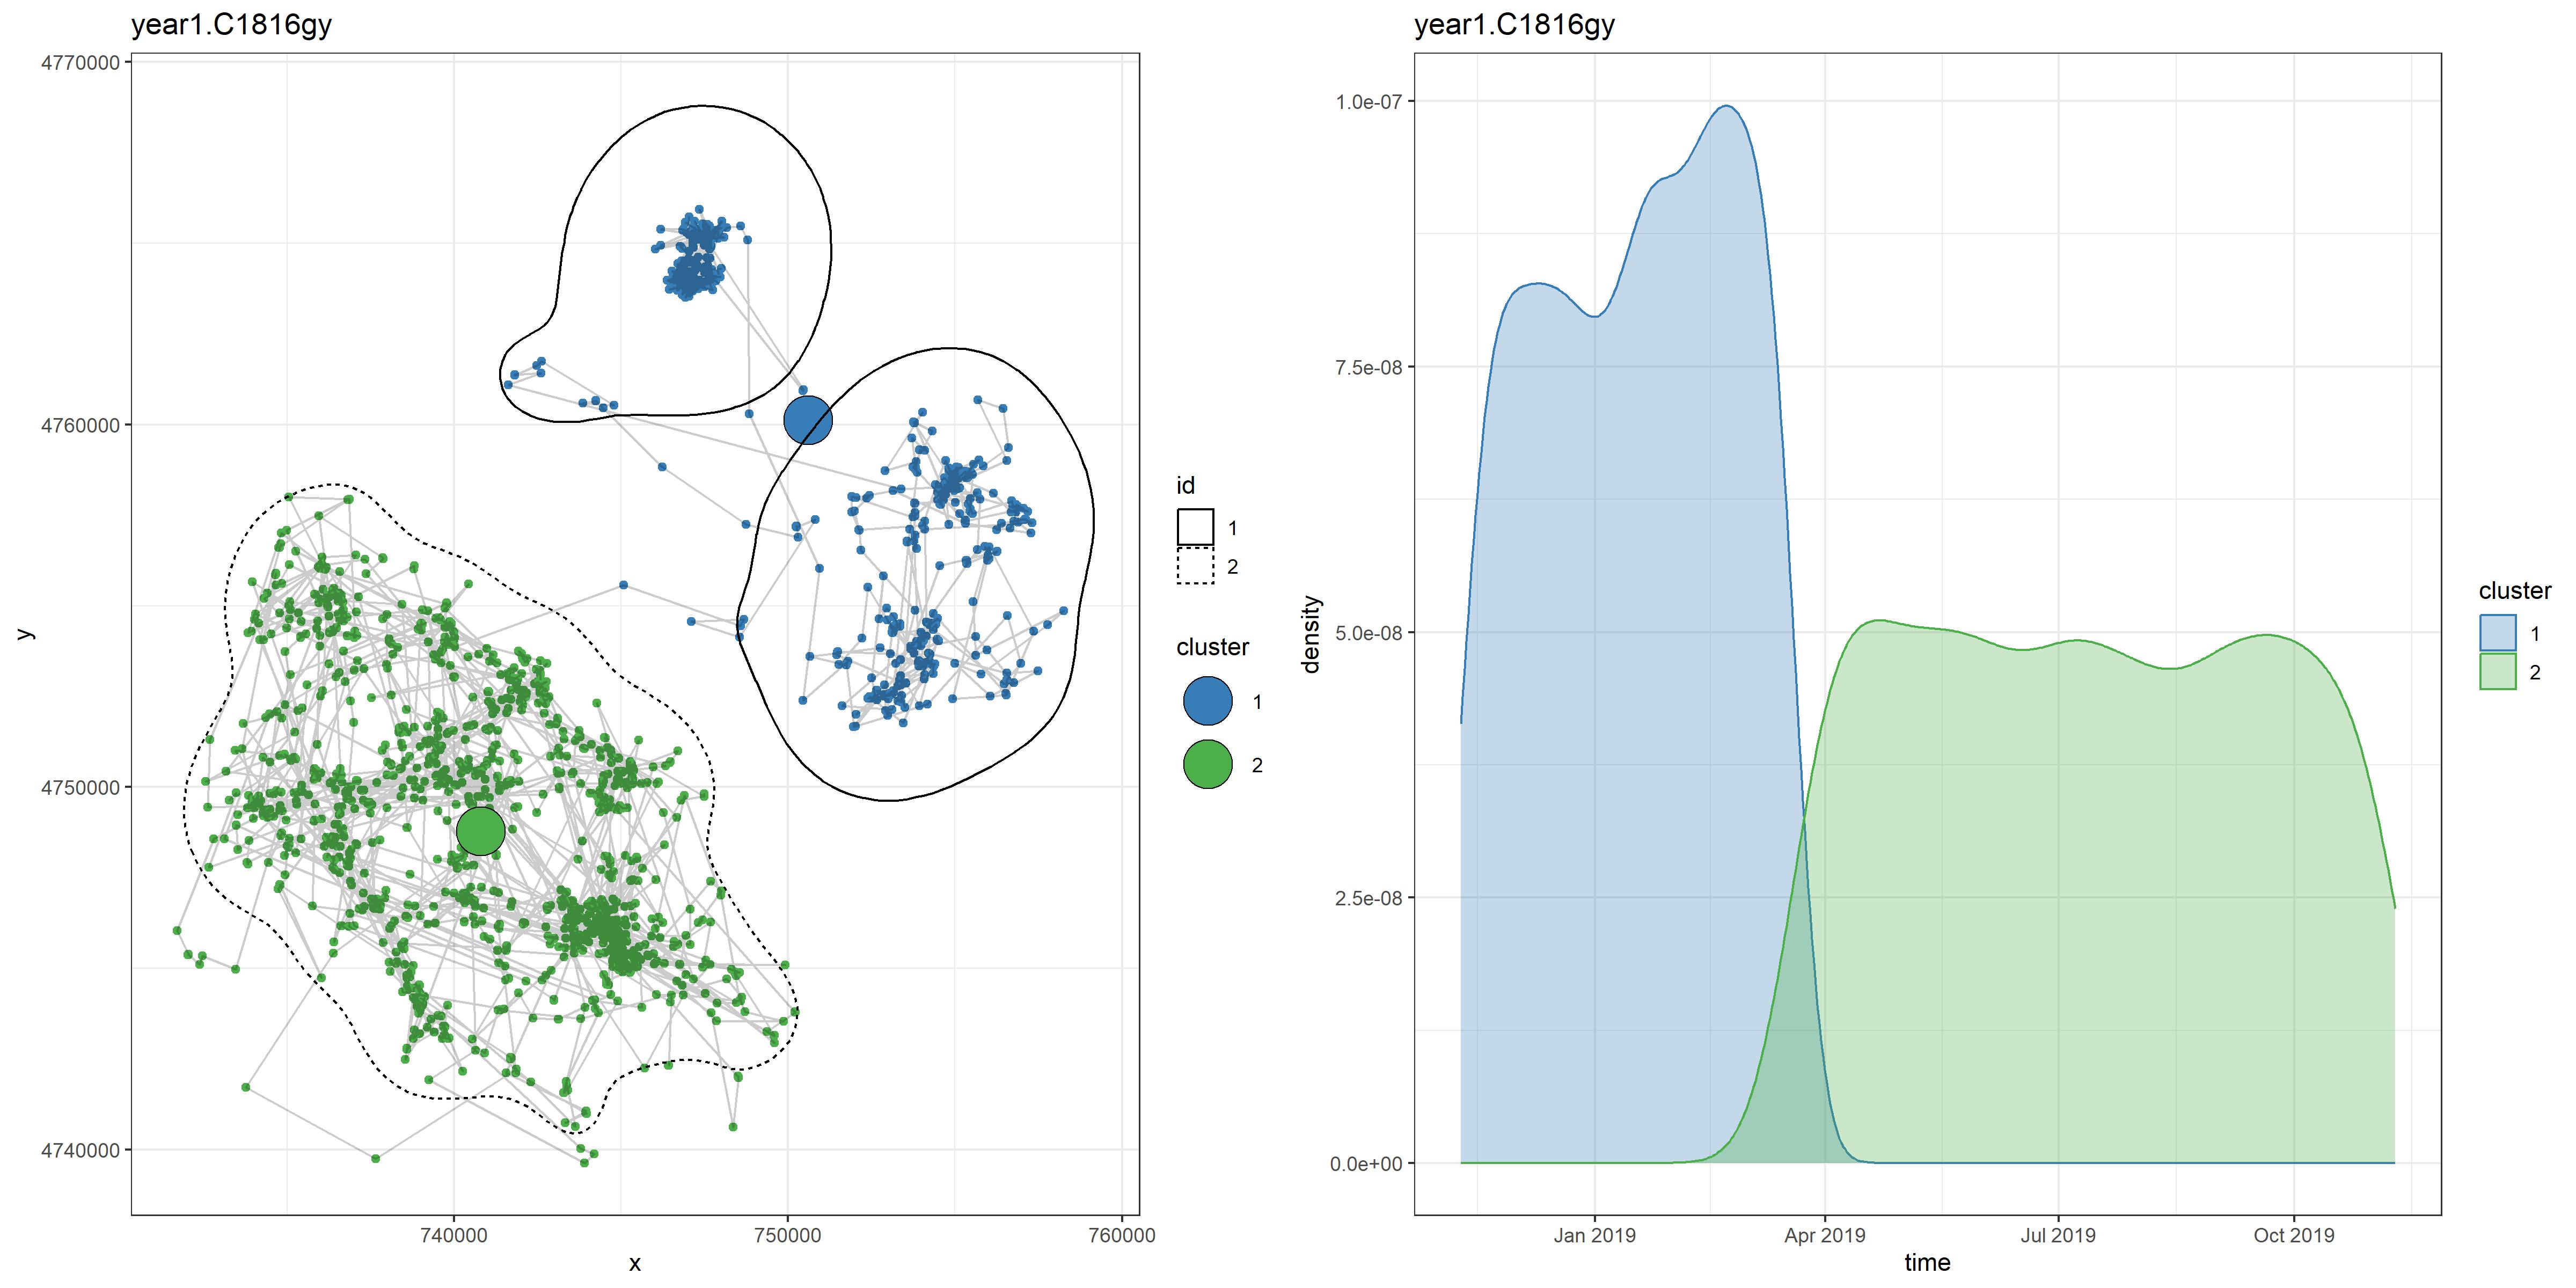 year1.C1816gy
4770000
4760000
4750000
4740000
y
740000
750000
760000
x
id
1
2
cluster
1
2
year1.C1816gy
1.0e-07
7.5e-08
5.0e-08
2.5e-08
0.0e+00
density
Jan 2019
Apr 2019
Jul 2019
Oct 2019
time
cluster
1
2